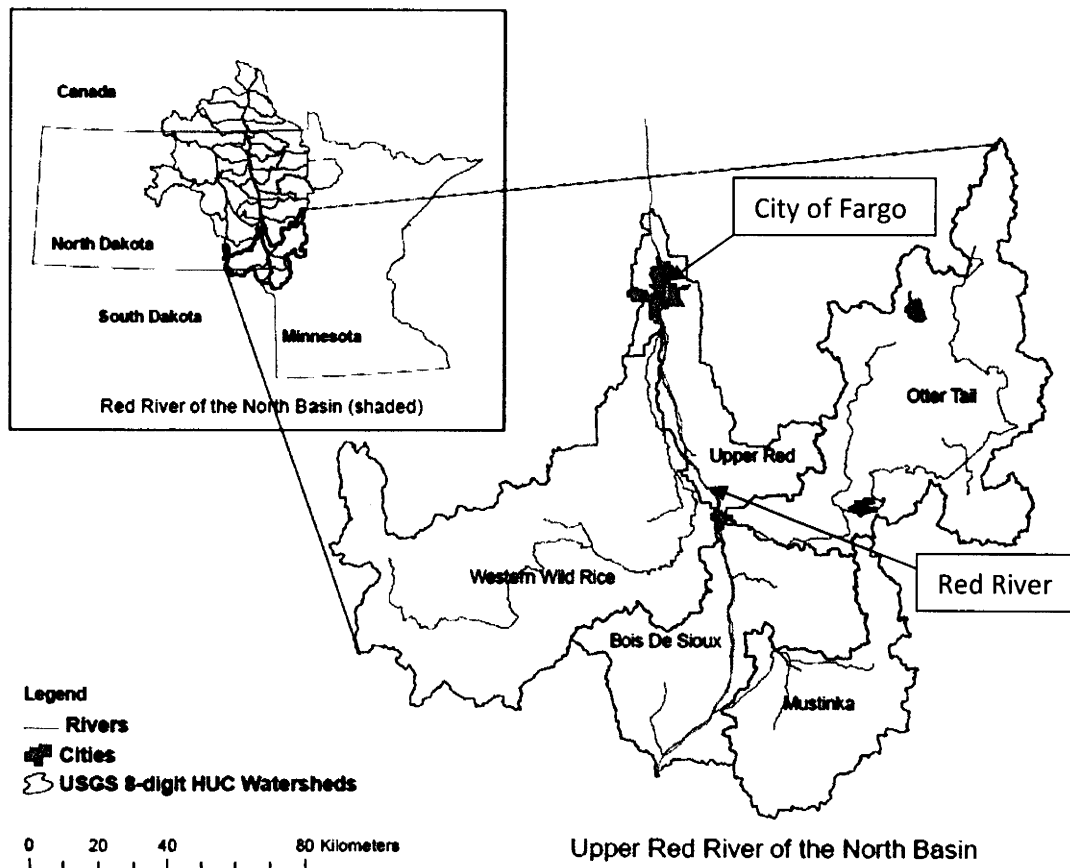 Canada
North Dakota
South Dakota
Minnesota
Red River of the North Basin (shaded)
City of Fargo
Otter Tail
Upper Red
Red River
Western Wild Rice
Bois De Sioux
Mustinka
Legend
Rivers
Cities
USGS 8-digit HUC Watersheds
0 20 40 80 Kilometers
Upper Red River of the North Basin